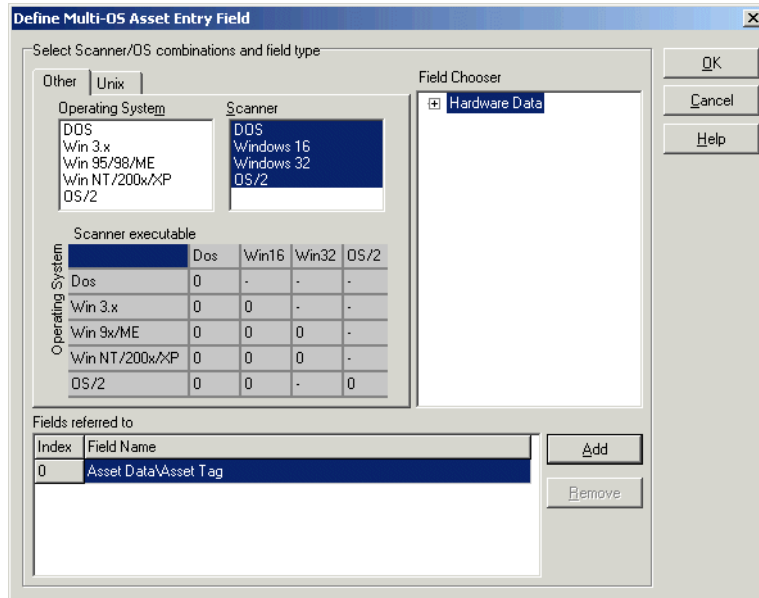 Define Multi-OS Asset Entry Field
Select Scanner/OS combinations and field type
OK
Cancel
Help
Other
Unix
Operating System
DOS
Win 3.x
Win 95/98/ME
Win NT/200x/XP
OS/2
Scanner
DOS
Windows 16
Windows 32
OS/2
Field Chooser
Hardware Data
Scanner executable
Operating System
Dos Win16 Win32 OS/2
Dos 0 - - -
Win 3.x 0 0 - -
Win 9x/ME 0 0 0 -
Win NT/200x/XP 0 0 0 -
OS/2 0 0 - 0
Fields referred to
Index Field Name
0 Asset Data\Asset Tag
Add
Remove